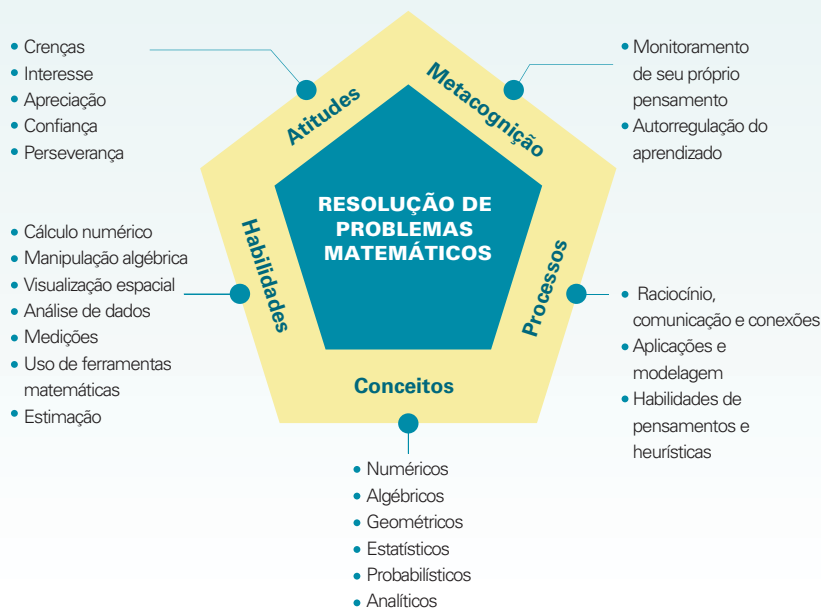 • Crenças
• Interesse
• Apreciação
• Confiança
• Perseverança
Atitudes
Metacognição
• Monitoramento
de seu próprio
pensamento
• Autorregulação do
aprendizado
RESOLUÇÃO DE
PROBLEMAS
MATEMÁTICOS
• Cálculo numérico
• Manipulação algébrica
• Visualização espacial
• Análise de dados
• Medições
• Uso de ferramentas
matemáticas
• Estimação
Habilidades
Processos
• Raciocínio,
comunicação e conexões
• Aplicações e
modelagem
• Habilidades de
pensamentos e
heurísticas
Conceitos
• Numéricos
• Algébricos
• Geométricos
• Estatísticos
• Probabilísticos
• Analíticos